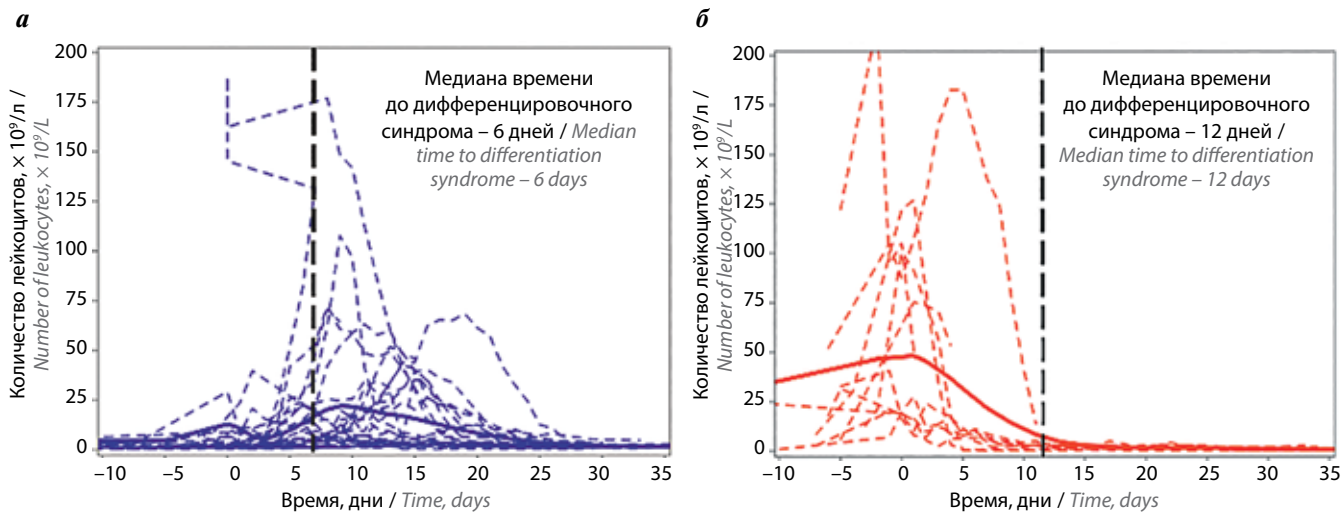 а
Количество лейкоцитов, × 10⁹/л /
Number of leukocytes, × 10⁹/L
200
175
150
125
100
75
50
25
0
Медиана времени
до дифференцировочного
синдрома – 6 дней / Median
time to differentiation
syndrome – 6 days
–10 –5 0 5 10 15 20 25 30 35
Время, дни / Time, days
б
Количество лейкоцитов, × 10⁹/л /
Number of leukocytes, × 10⁹/L
200
175
150
125
100
75
50
25
0
Медиана времени
до дифференцировочного
синдрома – 12 дней /
Median time to differentiation
syndrome – 12 days
–10 –5 0 5 10 15 20 25 30 35
Время, дни / Time, days